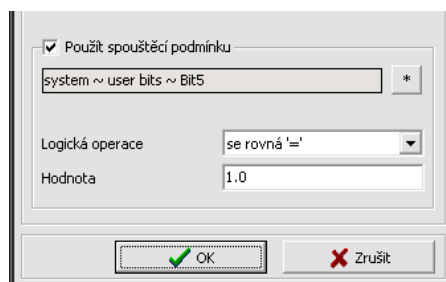 Použít spouštěcí podmínku
system ~ user bits ~ Bit5
*
Logická operace
se rovná '='
Hodnota
1.0
OK
Zrušit